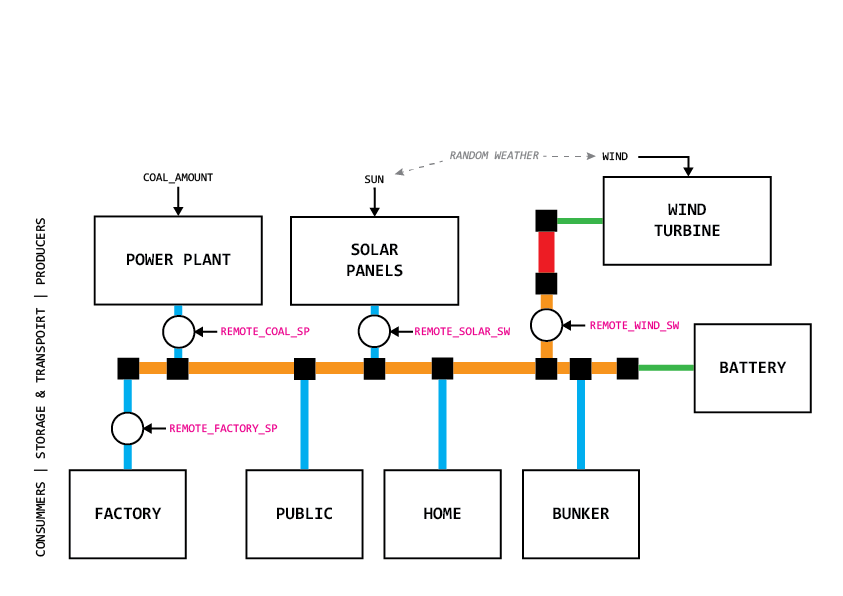 RANDOM WEATHER
WIND
COAL_AMOUNT
SUN
WIND
TURBINE
POWER PLANT
SOLAR
PANELS
REMOTE_COAL_SP
REMOTE_SOLAR_SW
REMOTE_WIND_SW
BATTERY
REMOTE_FACTORY_SP
FACTORY
PUBLIC
HOME
BUNKER
CONSUMMERS | STORAGE & TRANSPOIRT | PRODUCERS